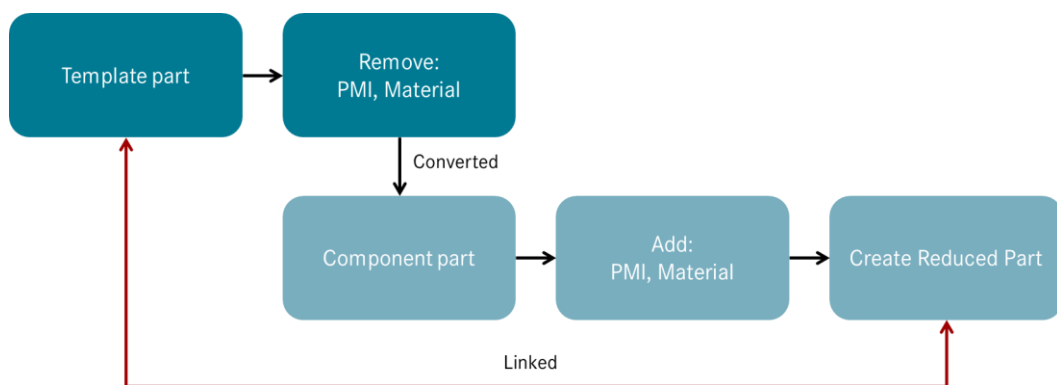 Template part
Remove:
PMI, Material
Converted
Component part
Add:
PMI, Material
Create Reduced Part
Linked